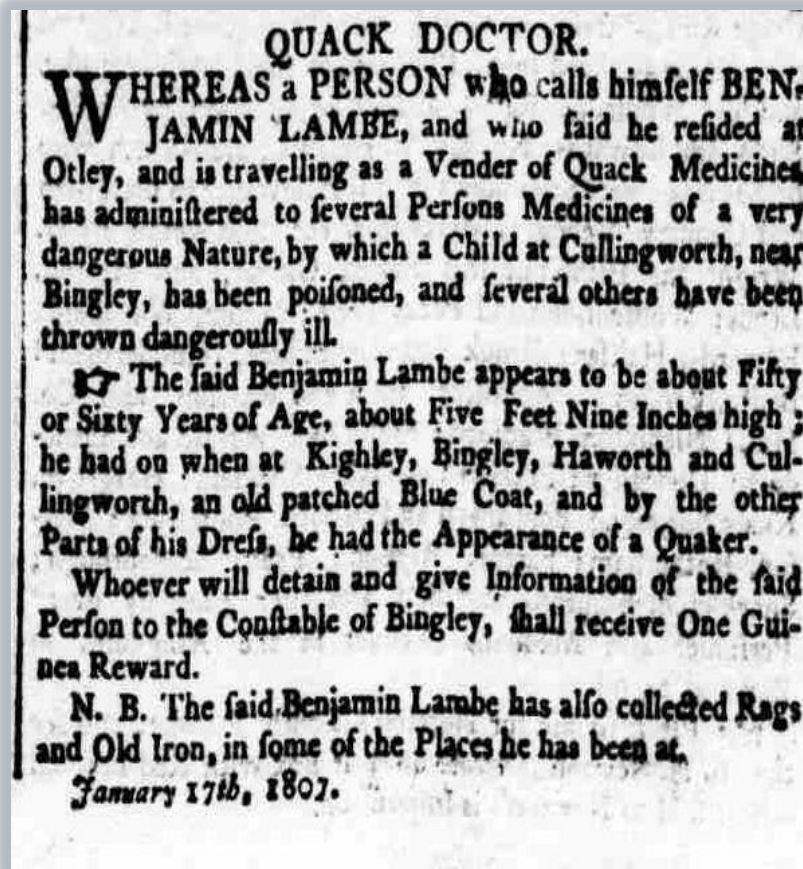 QUACK DOCTOR.
WHEREAS a PERSON who calls himſelf BEN-
JAMIN LAMBE, and who ſaid he reſided at
Otley, and is travelling as a Vender of Quack Medicines
has adminiſtered to ſeveral Perſons Medicines of a very
dangerous Nature, by which a Child at Cullingworth, near
Bingley, has been poiſoned, and ſeveral others have been
thrown dangerouſly ill.
☞ The ſaid Benjamin Lambe appears to be about Fifty
or Sixty Years of Age, about Five Feet Nine Inches high ;
he had on when at Kighley, Bingley, Haworth and Cul-
lingworth, an old patched Blue Coat, and by the other
Parts of his Dreſs, he had the Appearance of a Quaker.
Whoever will detain and give Information of the ſaid
Perſon to the Conſtable of Bingley, ſhall receive One Gui-
nea Reward.
N. B. The ſaid Benjamin Lambe has alſo collected Rags
and Old Iron, in ſome of the Places he has been at.
January 17th, 1807.